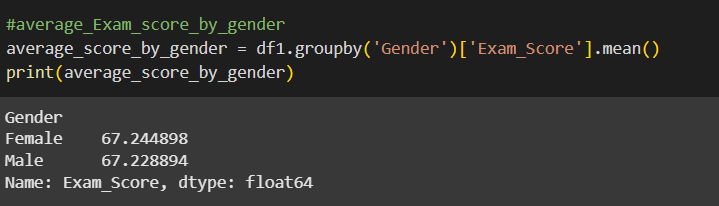 #average_Exam_score_by_gender
average_score_by_gender = df1.groupby('Gender')['Exam_Score'].mean()
print(average_score_by_gender)
Gender
Female    67.244898
Male      67.228894
Name: Exam_Score, dtype: float64